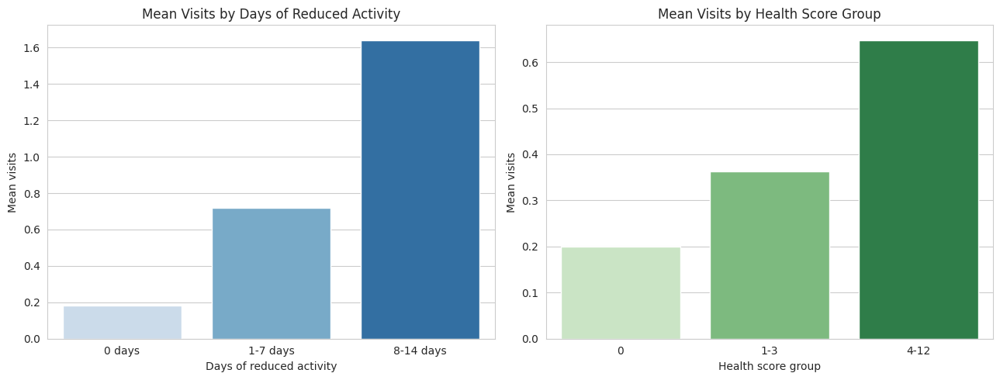 Mean Visits by Days of Reduced Activity
Mean visits
1.6
1.4
1.2
1.0
0.8
0.6
0.4
0.2
0.0
0 days 1-7 days 8-14 days
Days of reduced activity
Mean Visits by Health Score Group
Mean visits
0.6
0.5
0.4
0.3
0.2
0.1
0.0
0 1-3 4-12
Health score group